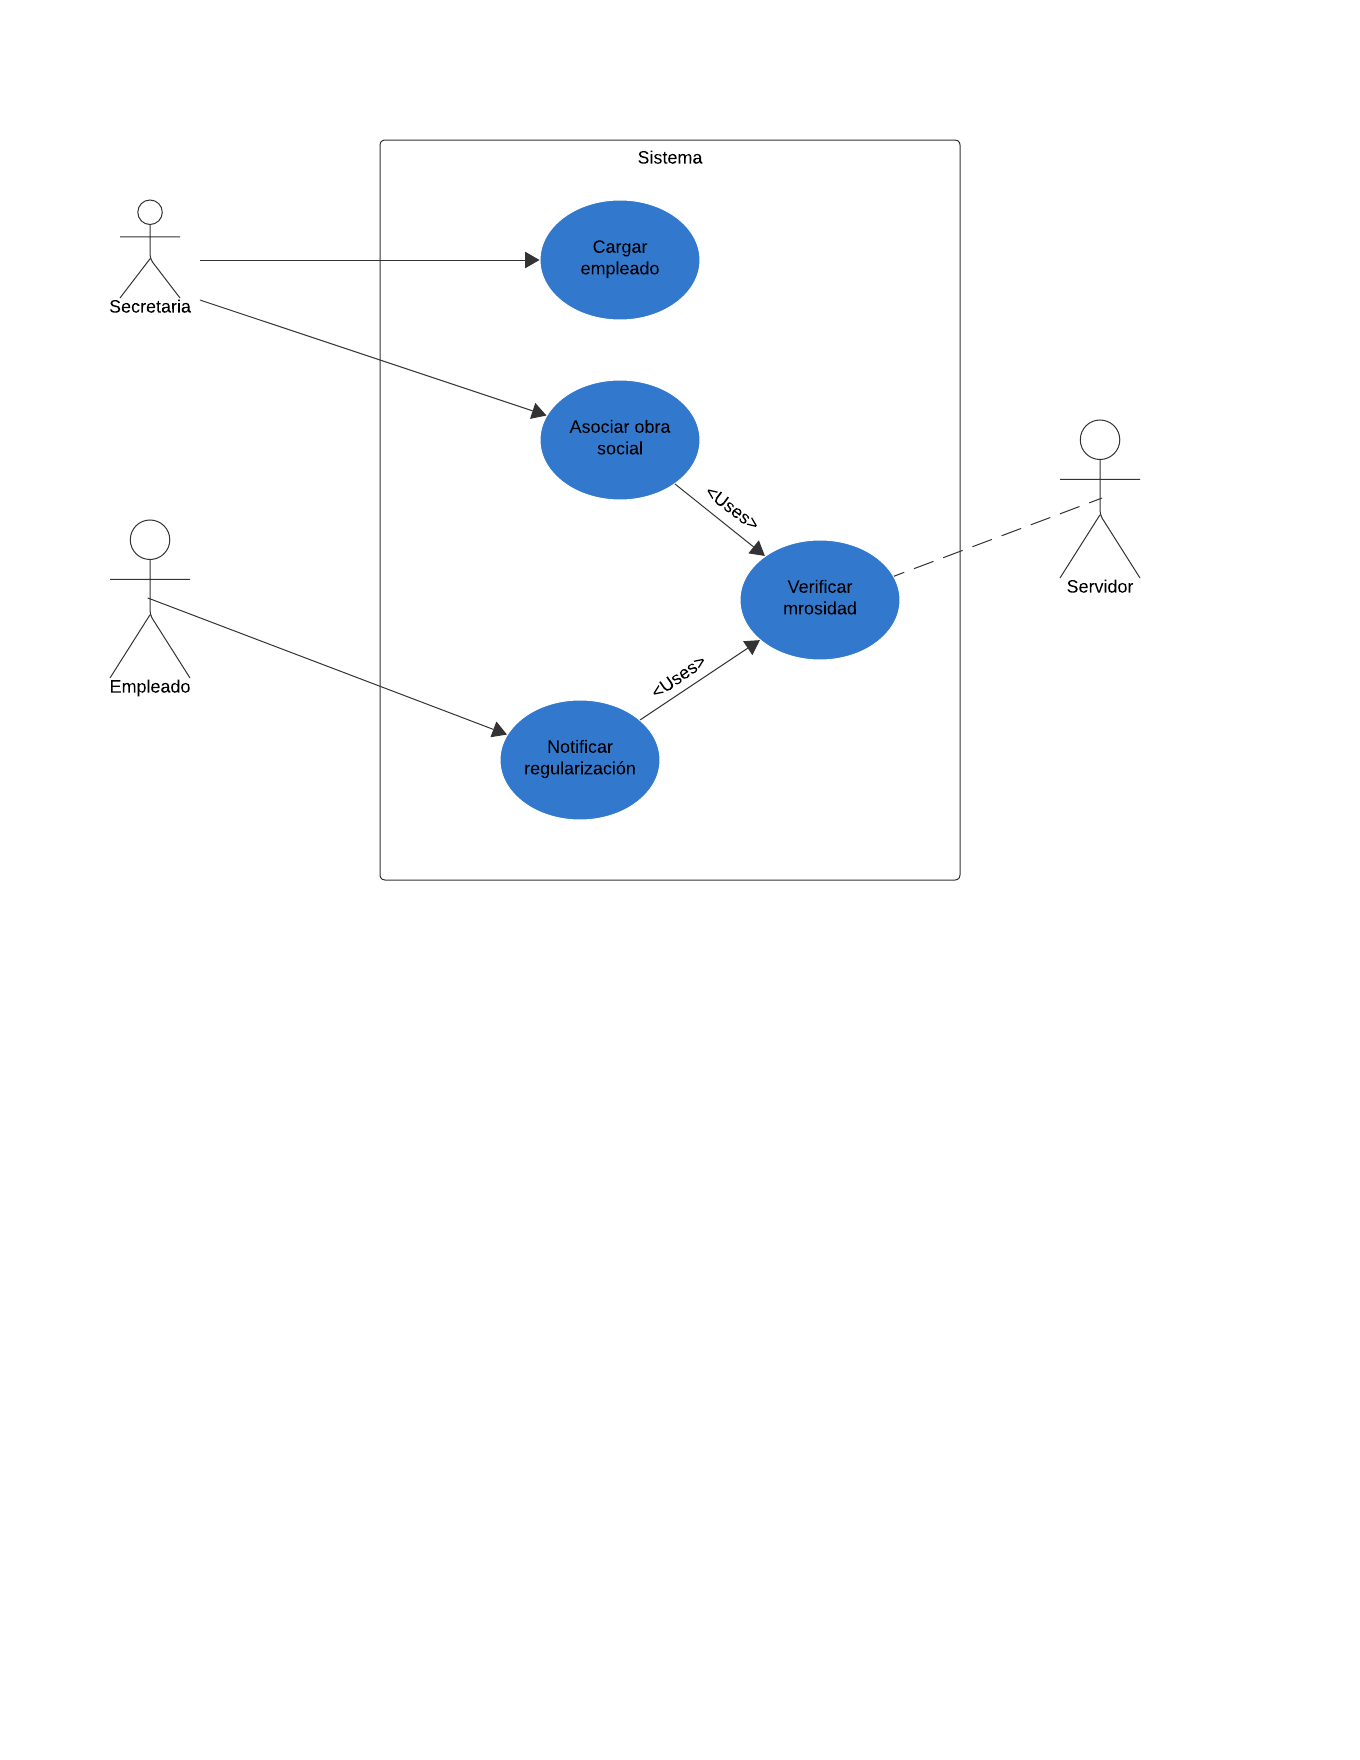 Sistema
Cargar
empleado
Secretaria
Asociar obra
social
<Uses>
Verificar
mrosidad
Servidor
Empleado
<Uses>
Notificar
regularización